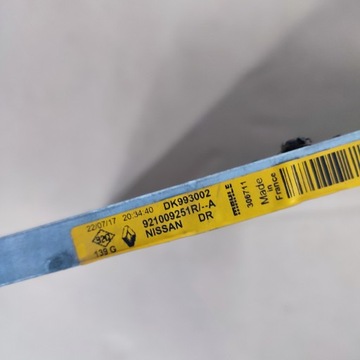 22/07/17 20:34:40 DK993002
921009251R/--A
139 G NISSAN DR
MAHLE
306711
Made
in
France